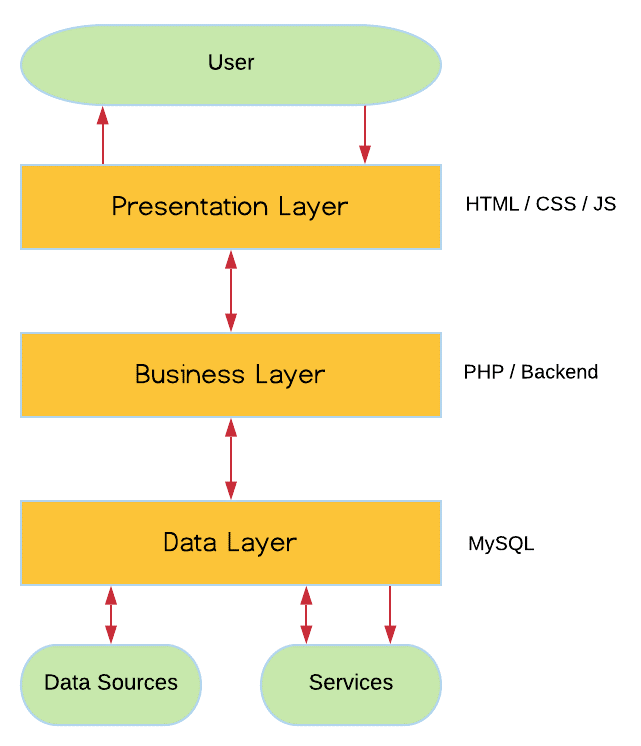 User
Presentation Layer
HTML / CSS / JS
Business Layer
PHP / Backend
Data Layer
MySQL
Data Sources
Services